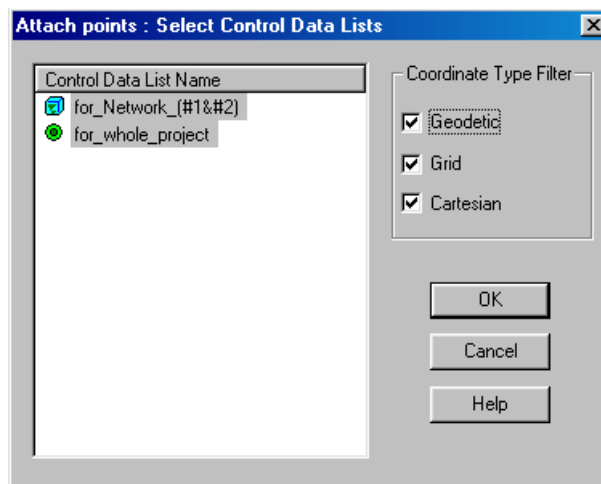 Attach points : Select Control Data Lists
Control Data List Name
for_Network_(#1&#2)
for_whole_project
Coordinate Type Filter
Geodetic
Grid
Cartesian
OK
Cancel
Help